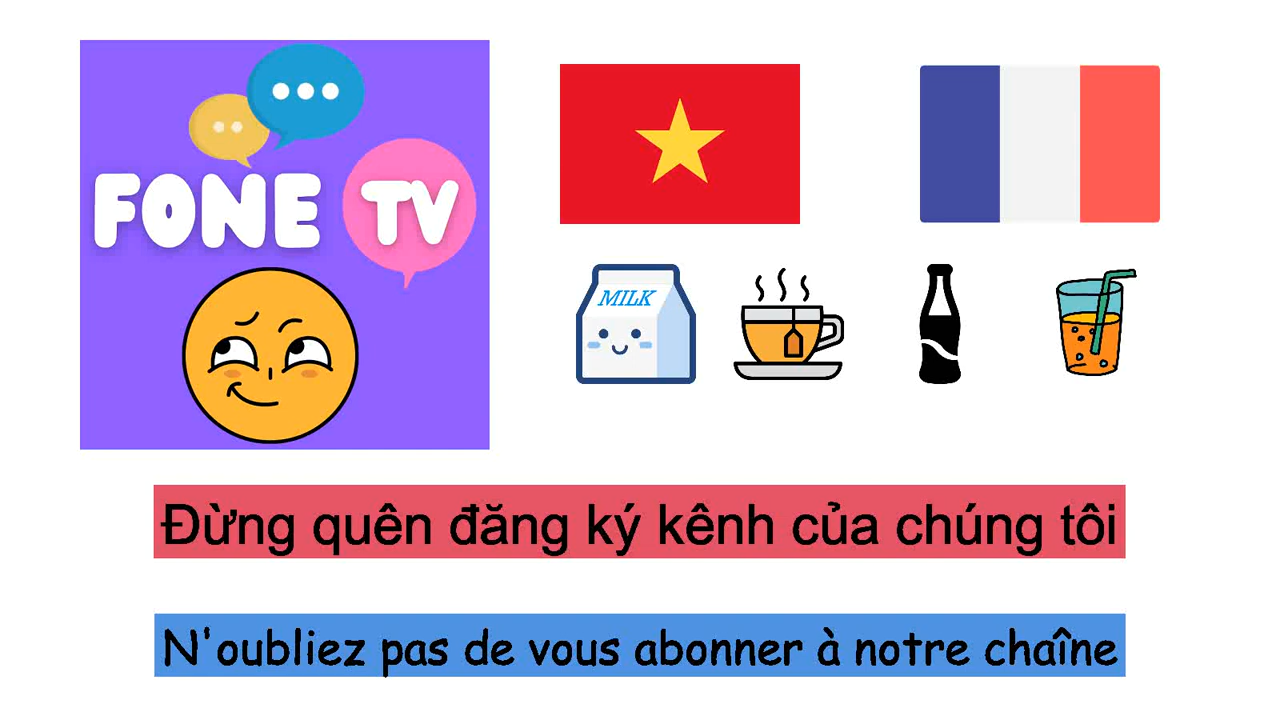 FONE TV
MILK
Đừng quên đăng ký kênh của chúng tôi
N'oubliez pas de vous abonner à notre chaîne